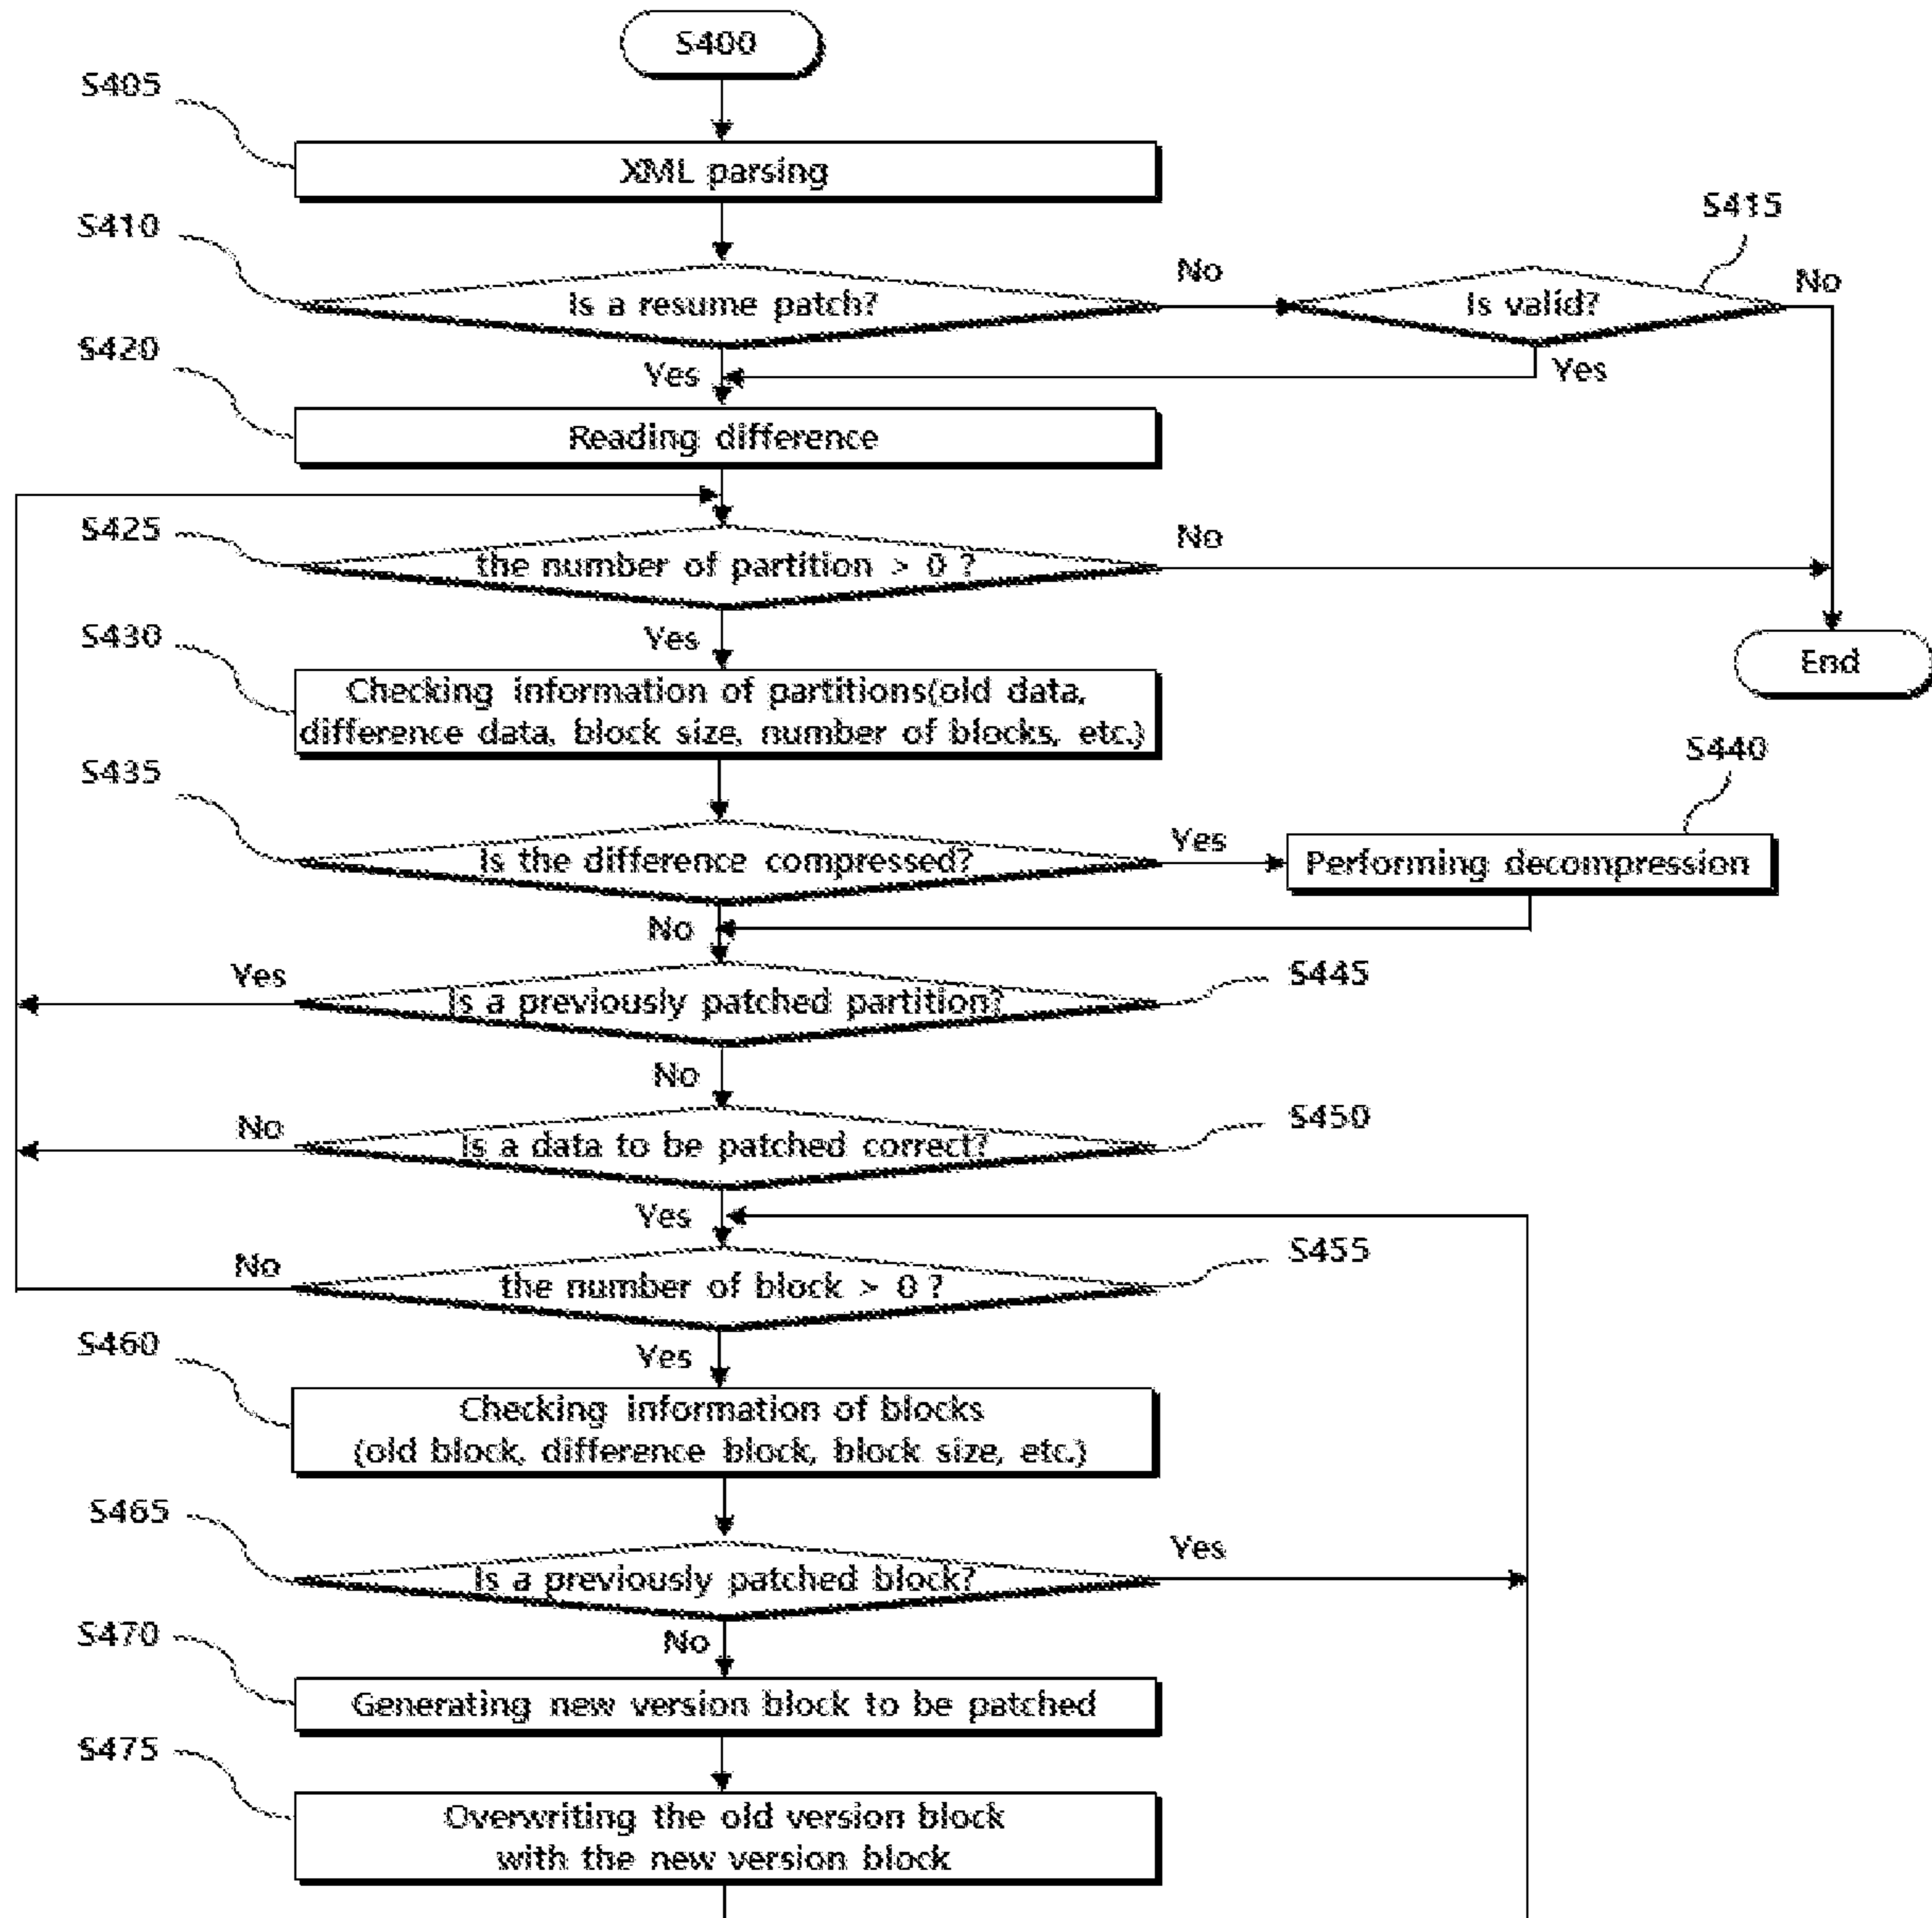 S400
S405
XML parsing
S410
S415
Is a resume patch?
No
Is valid?
No
S420
Yes
Yes
Reading difference
S425
the number of partition > 0 ?
No
S430
Yes
End
Checking information of partitions(old data,
difference data, block size, number of blocks, etc.)
S435
S440
Is the difference compressed?
Yes
Performing decompression
No
Yes
Is a previously patched partition?
S445
No
No
Is a data to be patched correct?
S450
Yes
No
the number of block > 0 ?
S455
S460
Yes
Checking information of blocks
(old block, difference block, block size, etc.)
S465
Is a previously patched block?
Yes
S470
No
Generating new version block to be patched
S475
Overwriting the old version block
with the new version block